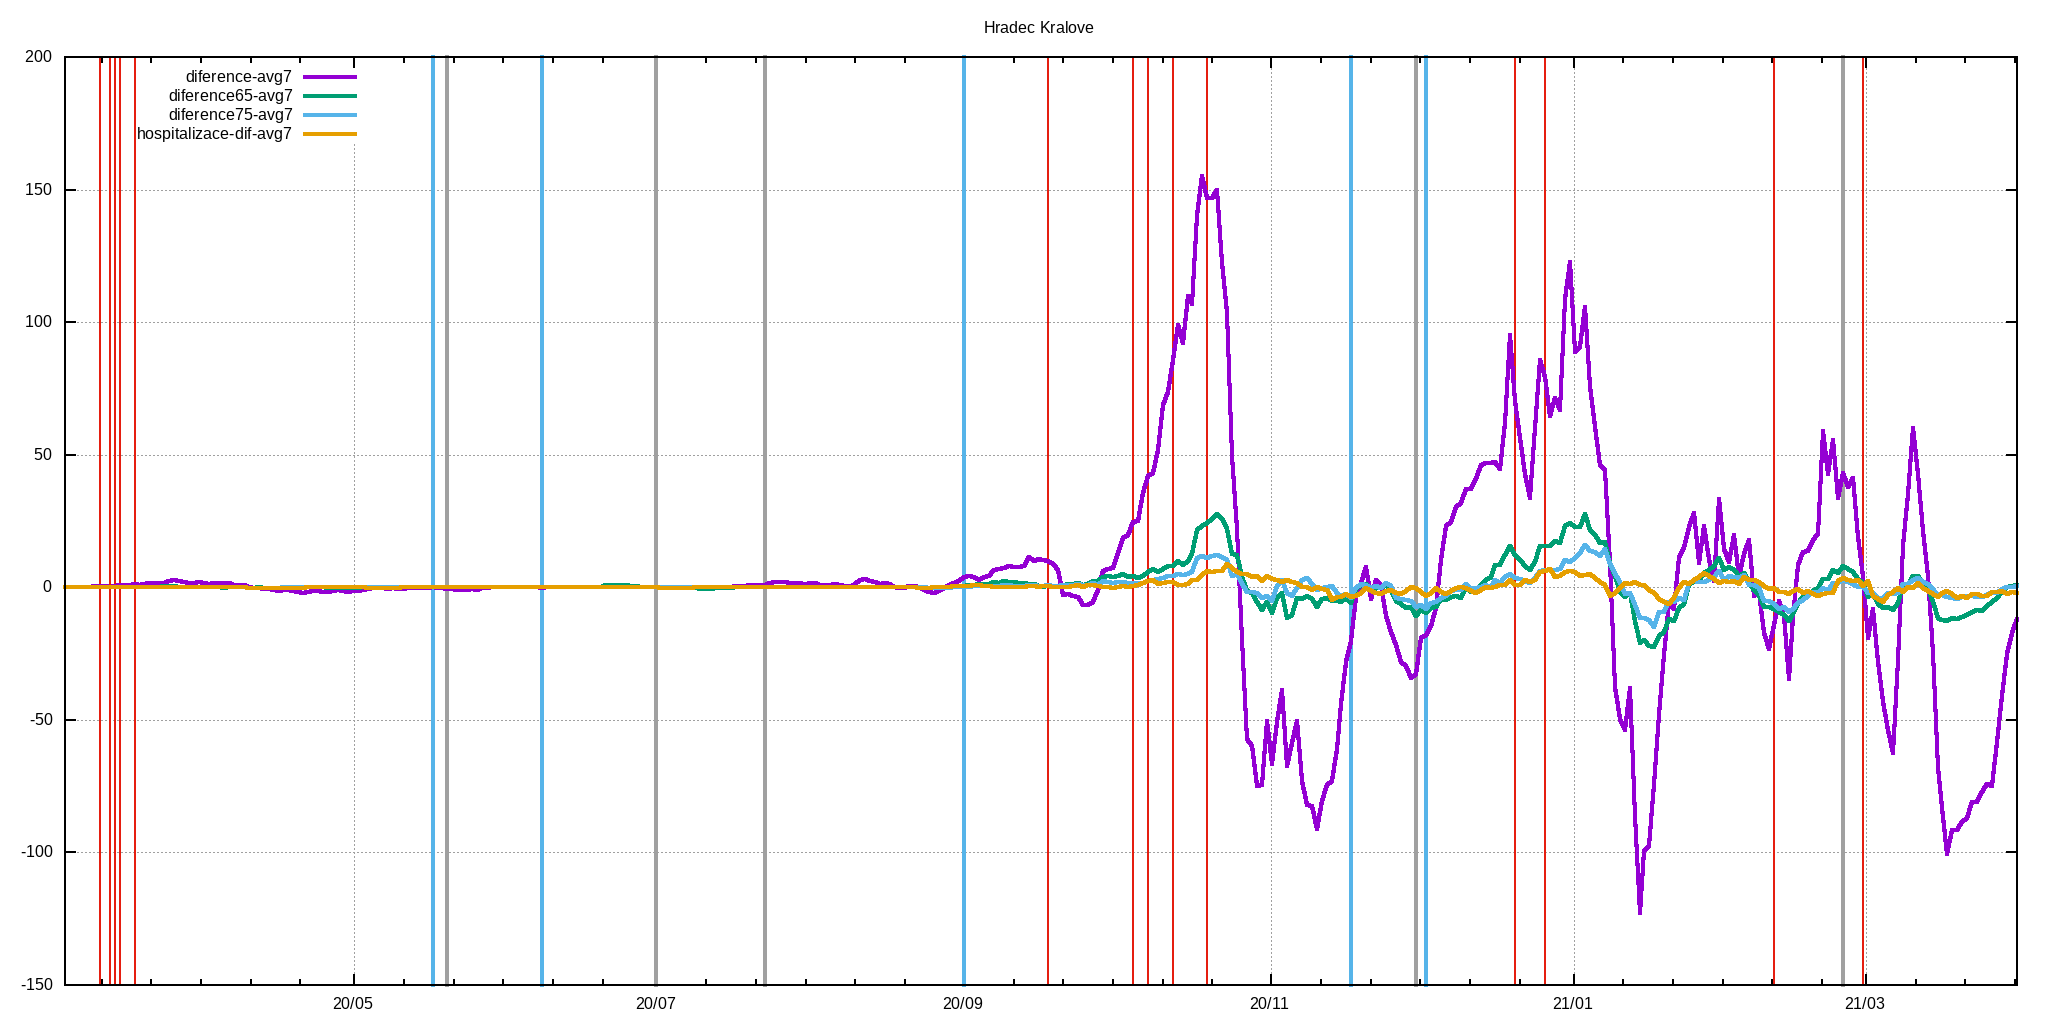 Hradec Kralove
200
150
100
50
0
-50
-100
-150
diference-avg7
diference65-avg7
diference75-avg7
hospitalizace-dif-avg7
20/05
20/07
20/09
20/11
21/01
21/03